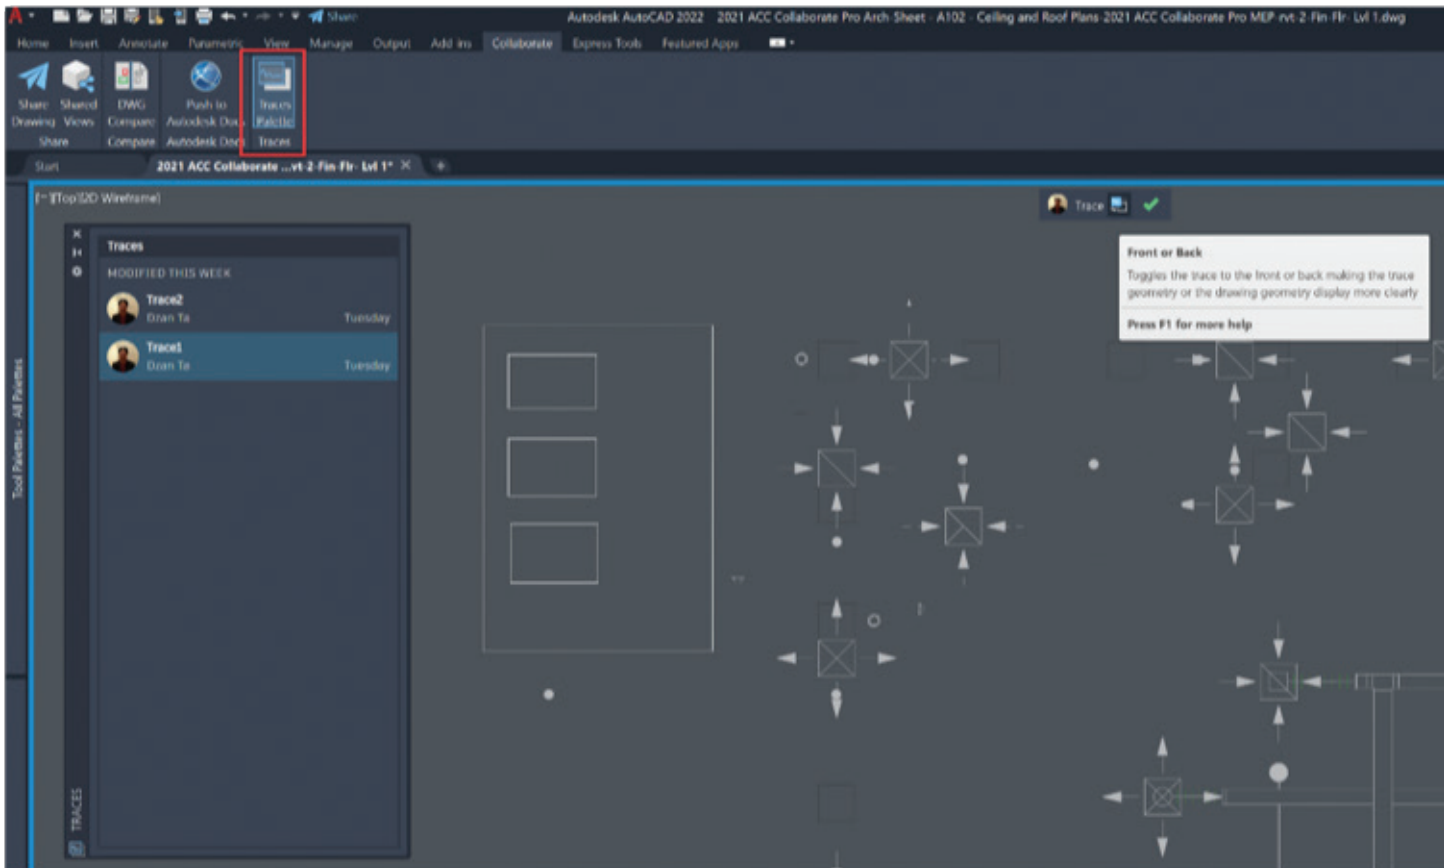 Share
Autodesk AutoCAD 2022 2021 ACC Collaborate Pro Arch-Sheet - A102 - Ceiling and Roof Plans-2021 ACC Collaborate Pro MEP-rvt-2-Fin-Flr- Lvl 1.dwg
Home Insert Annotate Parametric View Manage Output Add ins Collaborate Express Tools Featured Apps
Share Shared DWG Push to Traces
Drawing Views Compare Autodesk Docs Palette
Share Compare Autodesk Docs Traces
Start 2021 ACC Collaborate ...vt-2-Fin-Flr- Lvl 1*
[-][Top][2D Wireframe]
Trace
Front or Back
Toggles the trace to the front or back making the trace
geometry or the drawing geometry display more clearly
Press F1 for more help
Traces
MODIFIED THIS WEEK
Trace2
Dzan Ta Tuesday
Trace1
Dzan Ta Tuesday
Tool Palettes - All Palettes
TRACES